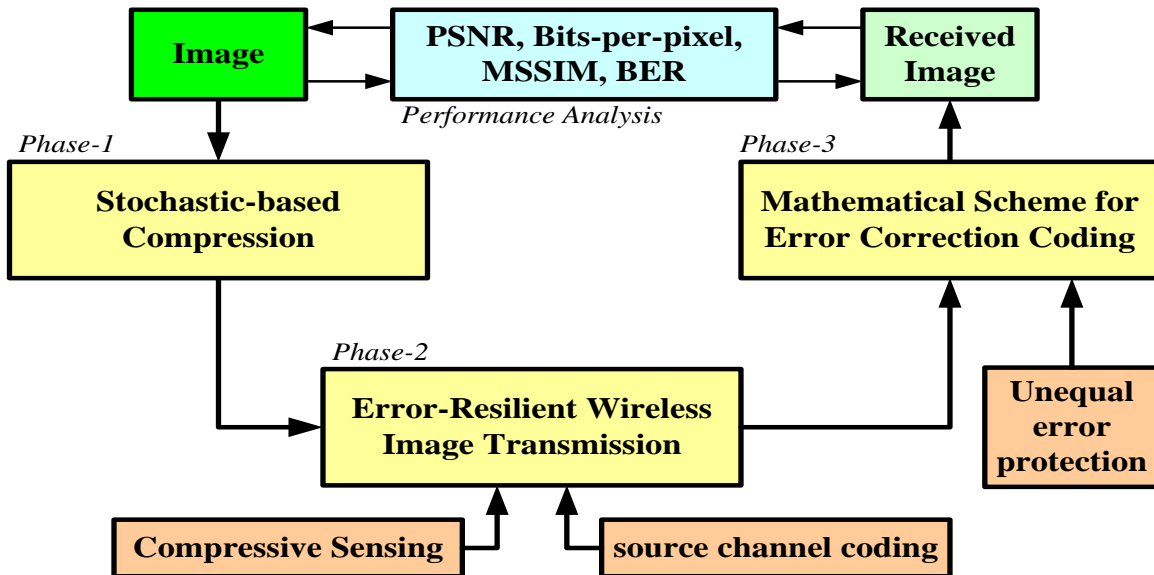 Image
PSNR, Bits-per-pixel,
MSSIM, BER
Received
Image
Performance Analysis
Phase-1
Stochastic-based
Compression
Phase-3
Mathematical Scheme for
Error Correction Coding
Phase-2
Error-Resilient Wireless
Image Transmission
Unequal
error
protection
Compressive Sensing
source channel coding